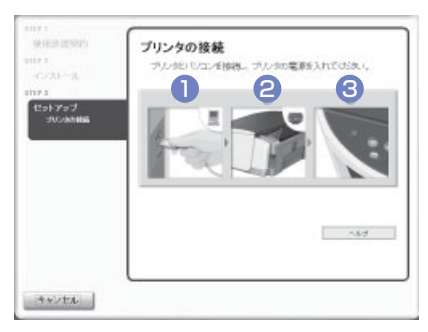 STEP 1
使用許諾契約
STEP 2
インストール
STEP 3
セットアップ
プリンタの接続
プリンタの接続
プリンタとパソコンを接続し、プリンタの電源を入れてください。
1
2
3
ヘルプ
キャンセル